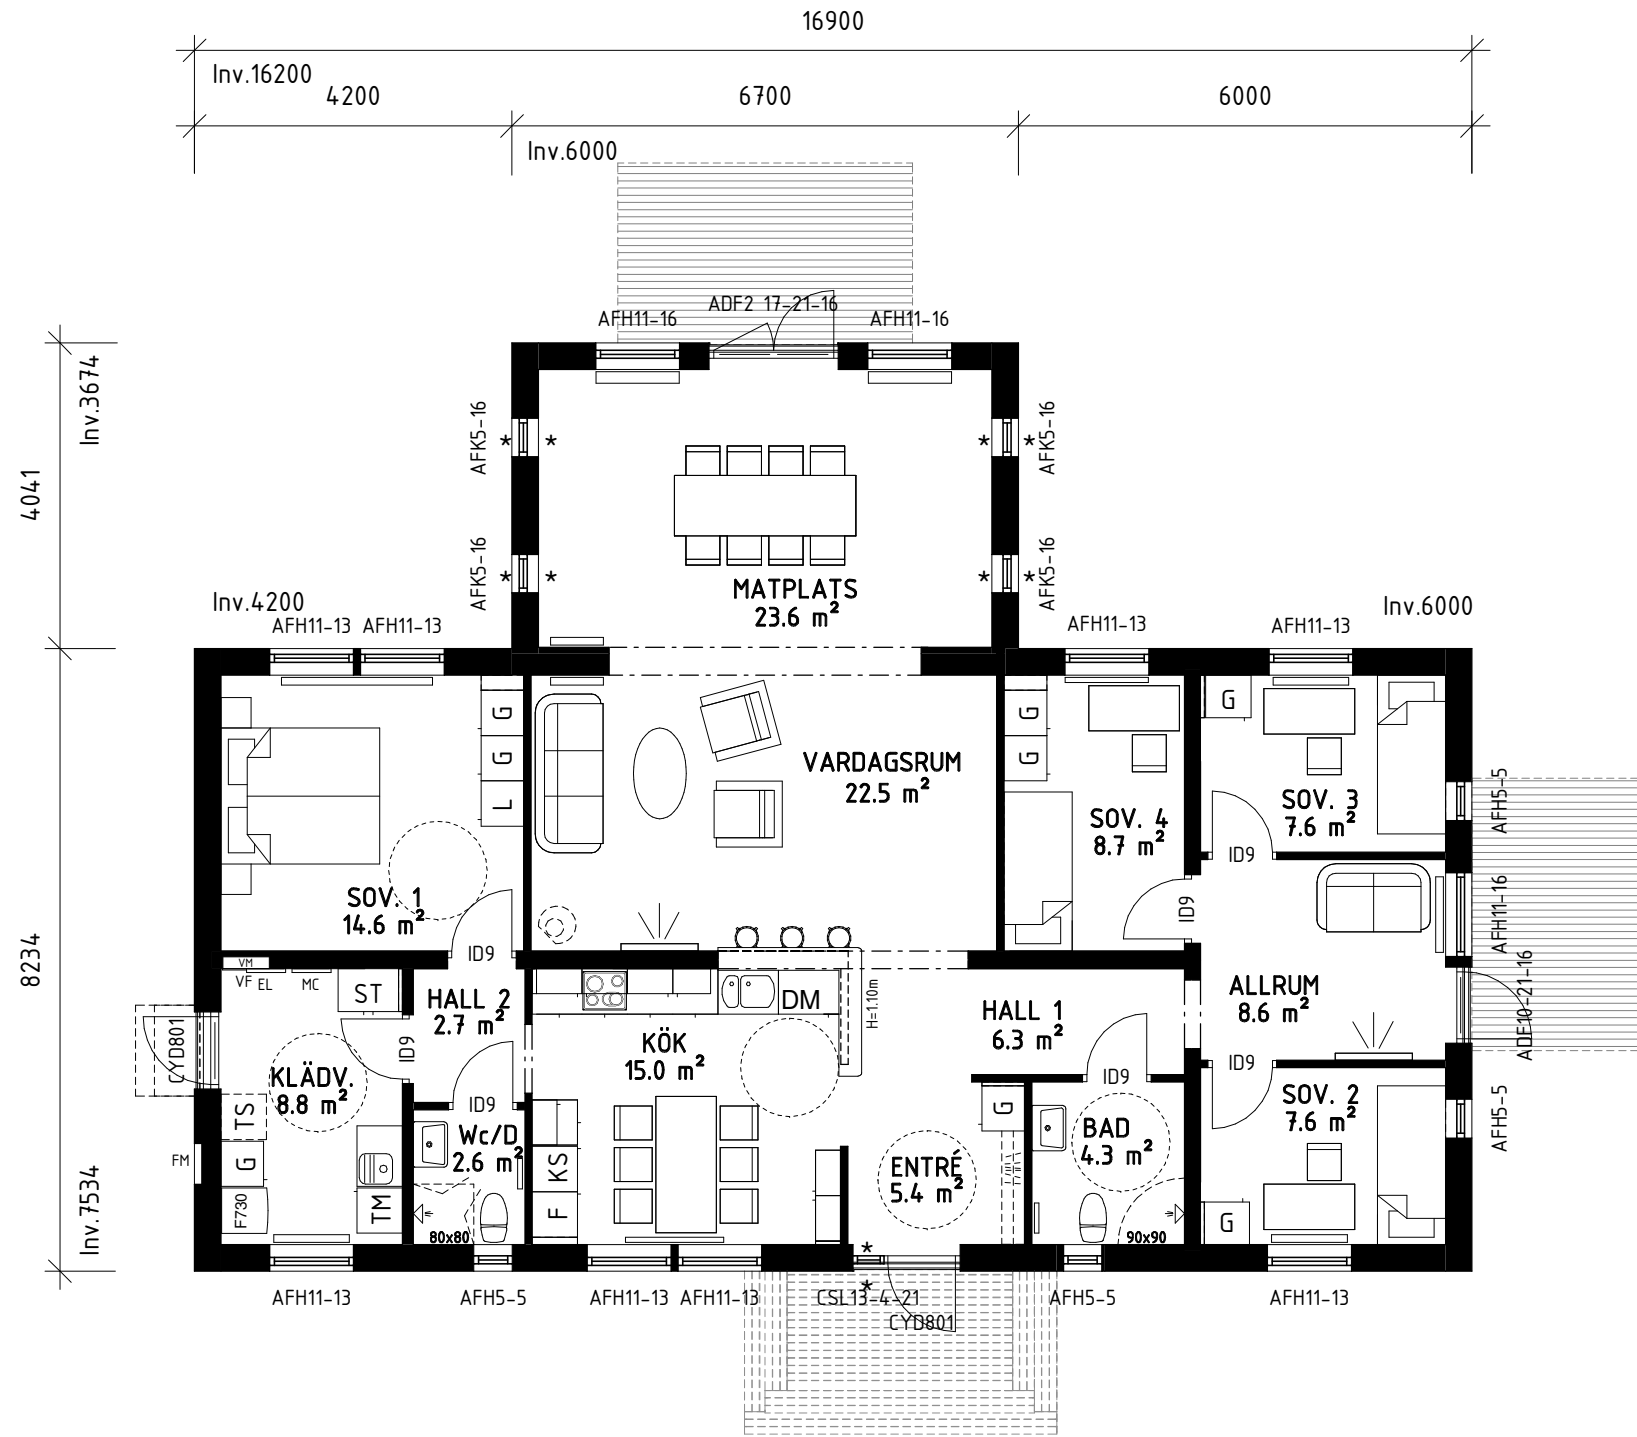 16900
Inv.16200
4200
6700
6000
Inv.6000
ADF2 17-21-16
AFH11-16
AFH11-16
Inv.3674
4041
AFK5-16
* *
* *
AFK5-16
AFK5-16
* *
* *
AFK5-16
MATPLATS
23.6 m²
Inv.4200
Inv.6000
AFH11-13
AFH11-13
AFH11-13
AFH11-13
G
G
L
G
G
G
VARDAGSRUM
22.5 m²
SOV. 1
14.6 m²
SOV. 4
8.7 m²
SOV. 3
7.6 m²
AFH5-5
ID9
ID9
ID9
AFH11-16
8234
VM
VF
EL
MC
ST
HALL 2
2.7 m²
DM
H=1.10m
HALL 1
6.3 m²
ALLRUM
8.6 m²
ADF10-21-16
CYD801
ID9
KÖK
15.0 m²
KLÄDV.
8.8 m²
ID9
ID9
ID9
TS
G
F730
TM
FM
Wc/D
2.6 m²
80x80
KS
F
G
ENTRÉ
5.4 m²
BAD
4.3 m²
90x90
SOV. 2
7.6 m²
G
AFH5-5
Inv.7534
*
*
AFH11-13
AFH5-5
AFH11-13
AFH11-13
CSL13-4-21
CYD801
AFH5-5
AFH11-13